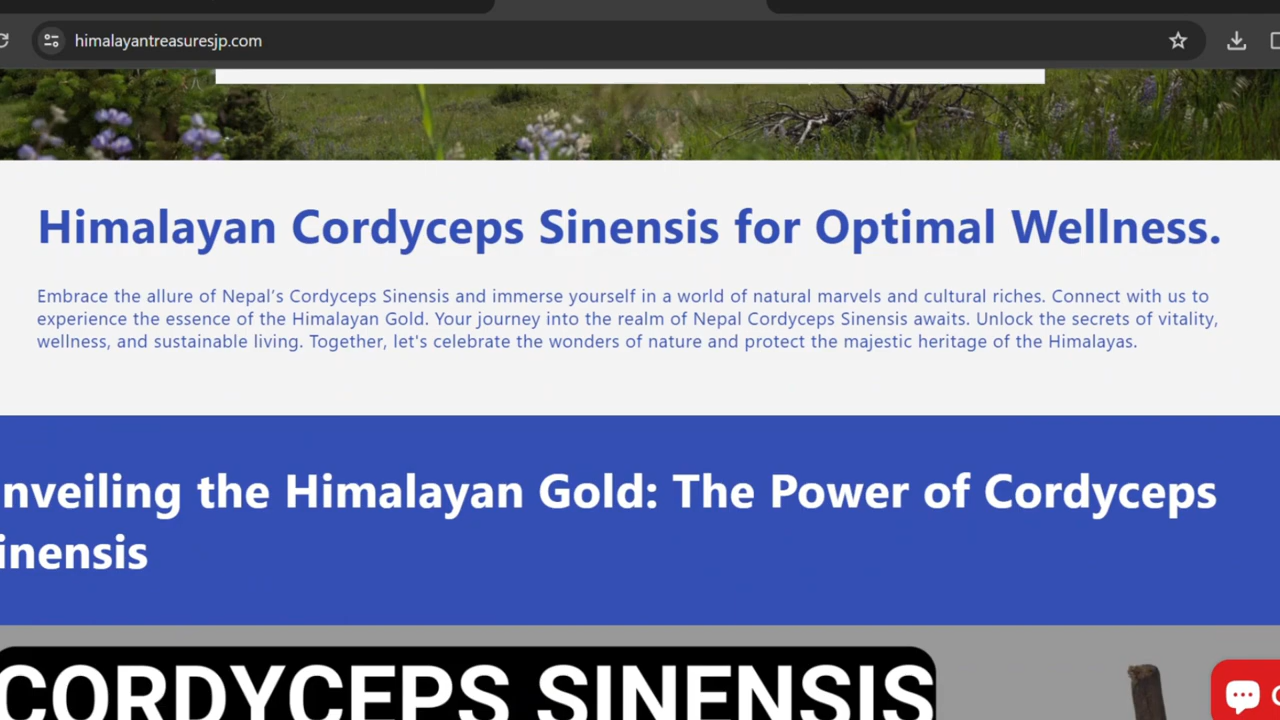 himalayantreasuresjp.com
Himalayan Cordyceps Sinensis for Optimal Wellness.
Embrace the allure of Nepal’s Cordyceps Sinensis and immerse yourself in a world of natural marvels and cultural riches. Connect with us to
experience the essence of the Himalayan Gold. Your journey into the realm of Nepal Cordyceps Sinensis awaits. Unlock the secrets of vitality,
wellness, and sustainable living. Together, let's celebrate the wonders of nature and protect the majestic heritage of the Himalayas.
nveiling the Himalayan Gold: The Power of Cordyceps
inensis
CORDYCEPS SINENSIS